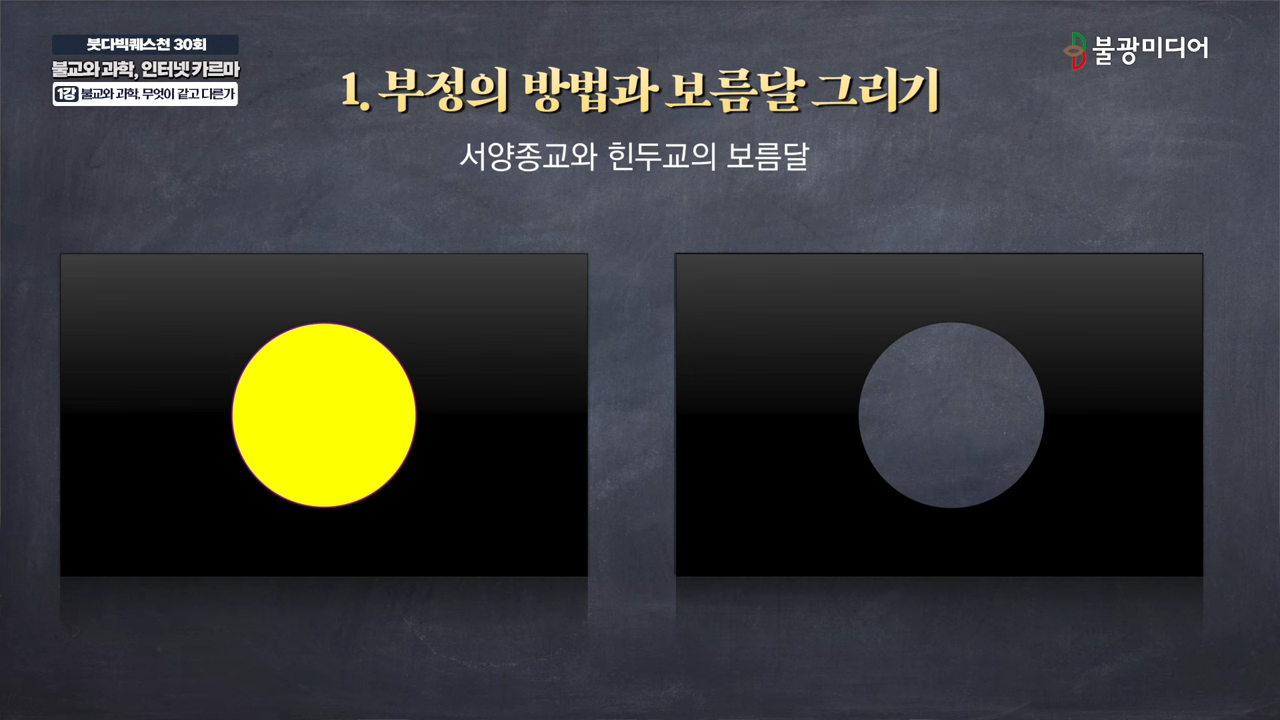 붓다빅퀘스천 30회
불교와 과학, 인터넷 카르마
1강 불교와 과학, 무엇이 같고 다른가
불광미디어
1. 부정의 방법과 보름달 그리기
서양종교와 힌두교의 보름달